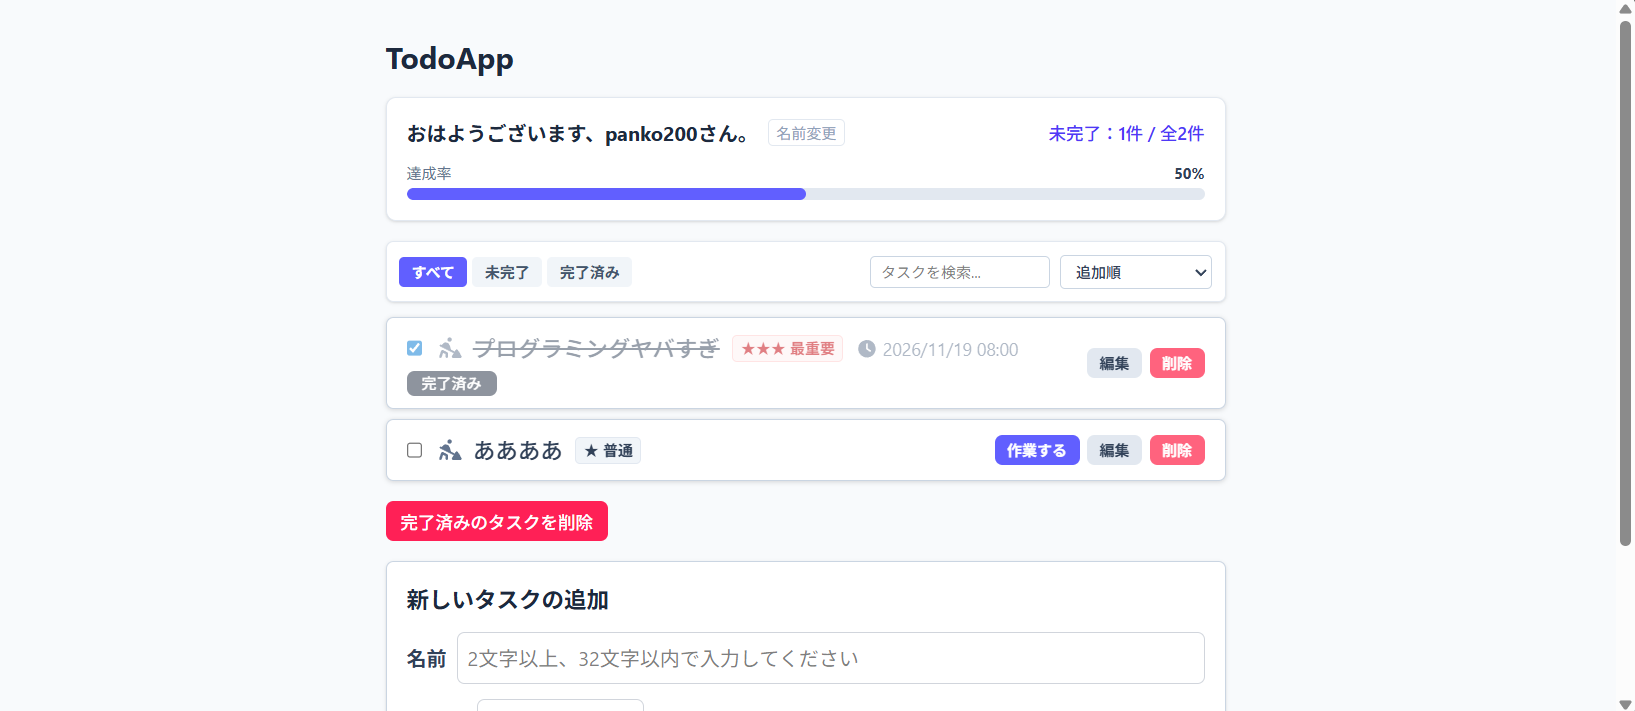 TodoApp
おはようございます、panko200さん。 名前変更 未完了：1件 / 全2件
達成率 50%
すべて 未完了 完了済み タスクを検索... 追加順
プログラミングヤバすぎ ★★★ 最重要 2026/11/19 08:00 編集 削除
完了済み
ああああ ★ 普通 作業する 編集 削除
完了済みのタスクを削除
新しいタスクの追加
名前 2文字以上、32文字以内で入力してください